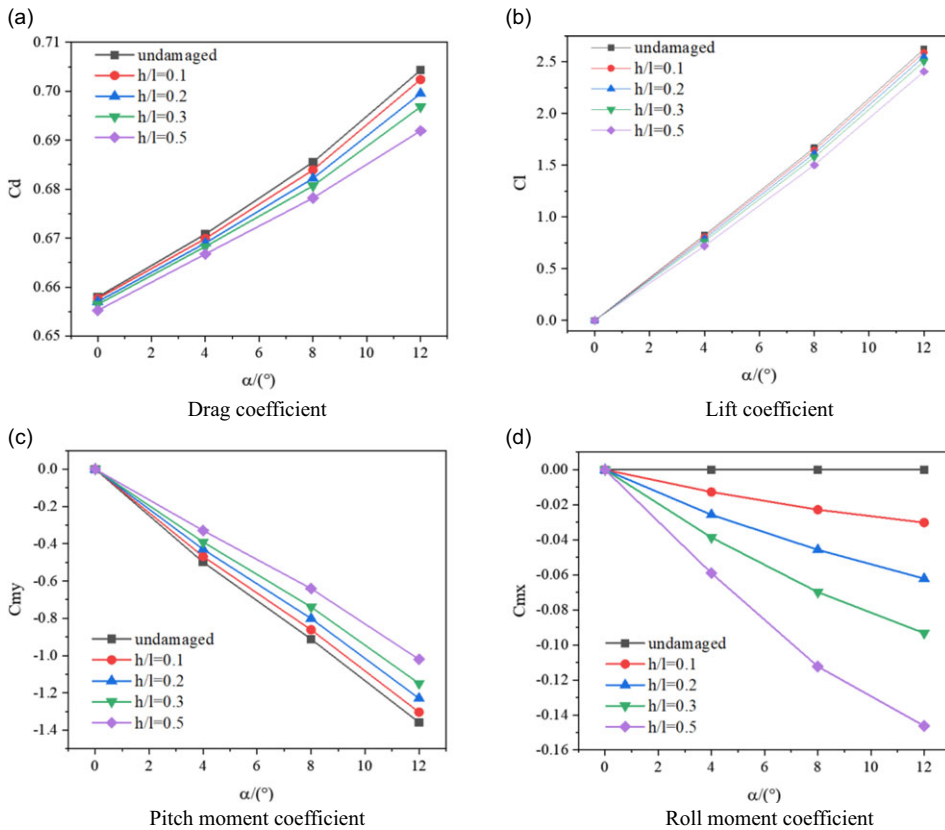 (a)
0.71
0.70
0.69
0.68
0.67
0.66
0.65
Cd
undamaged
h/l=0.1
h/l=0.2
h/l=0.3
h/l=0.5
0 2 4 6 8 10 12
α/(°)
Drag coefficient
(b)
2.5
2.0
1.5
1.0
0.5
0.0
Cl
undamaged
h/l=0.1
h/l=0.2
h/l=0.3
h/l=0.5
0 2 4 6 8 10 12
α/(°)
Lift coefficient
(c)
0.0
-0.2
-0.4
-0.6
-0.8
-1.0
-1.2
-1.4
Cmy
undamaged
h/l=0.1
h/l=0.2
h/l=0.3
h/l=0.5
0 2 4 6 8 10 12
α/(°)
Pitch moment coefficient
(d)
0.00
-0.02
-0.04
-0.06
-0.08
-0.10
-0.12
-0.14
-0.16
Cmx
undamaged
h/l=0.1
h/l=0.2
h/l=0.3
h/l=0.5
0 2 4 6 8 10 12
α/(°)
Roll moment coefficient